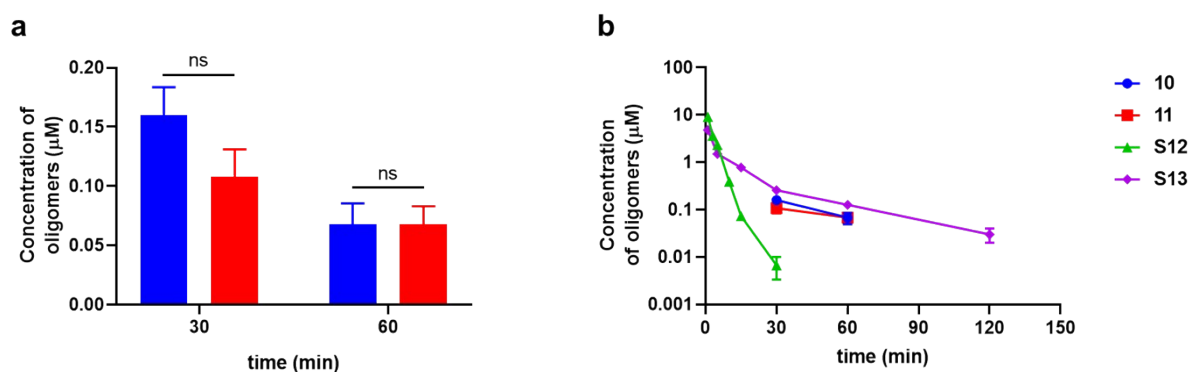 a
Concentration of
oligomers (μM)
0.20
0.15
0.10
0.05
0.00
ns
ns
30
60
time (min)
b
Concentration
of oligomers (μM)
100
10
1
0.1
0.01
0.001
0
30
60
90
120
150
time (min)
10
11
S12
S13